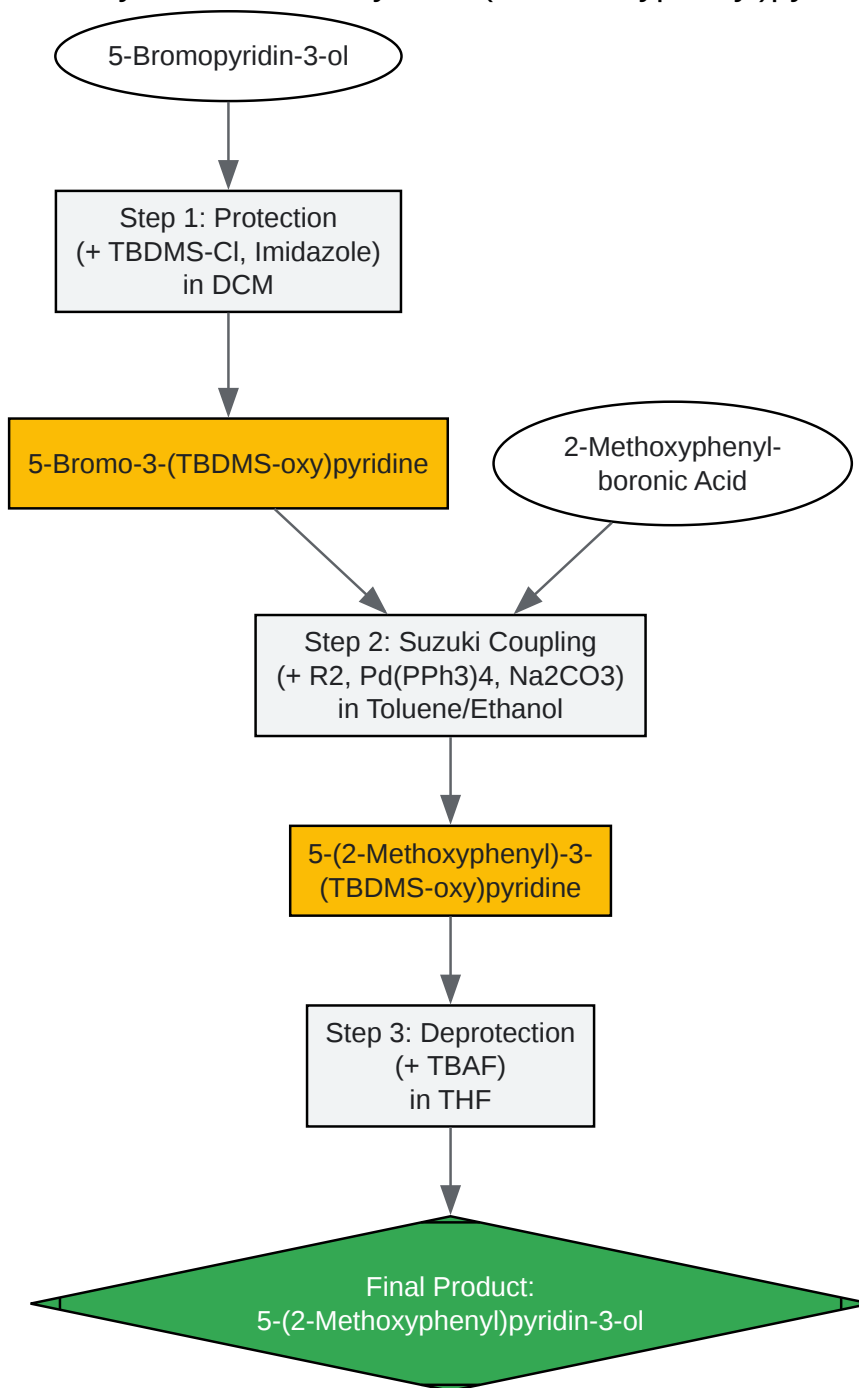 5-Bromopyridin-3-ol
Step 1: Protection
(+ TBDMS-Cl, Imidazole)
in DCM
5-Bromo-3-(TBDMS-oxy)pyridine
2-Methoxyphenyl-
boronic Acid
Step 2: Suzuki Coupling
(+ R2, Pd(PPh3)4, Na2CO3)
in Toluene/Ethanol
5-(2-Methoxyphenyl)-3-
(TBDMS-oxy)pyridine
Step 3: Deprotection
(+ TBAF)
in THF
Final Product:
5-(2-Methoxyphenyl)pyridin-3-ol